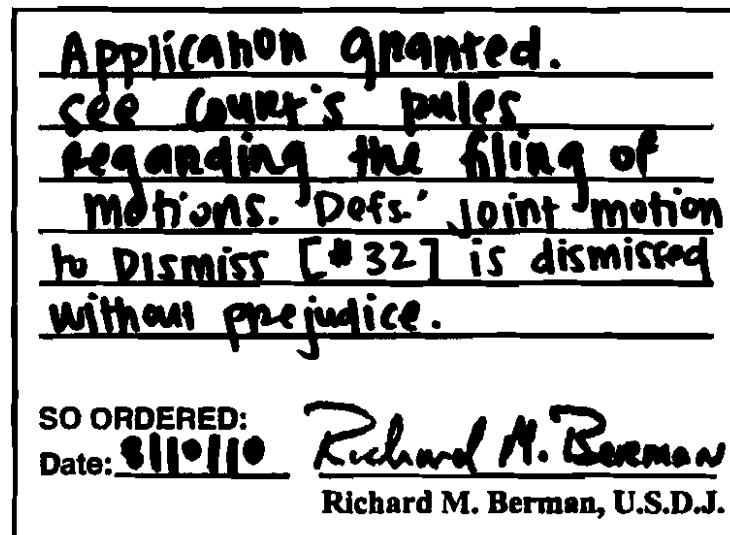 Application granted.
see Court's rules
regarding the filing of
motions. Defs.' joint motion
to Dismiss [#32] is dismissed
without prejudice.
SO ORDERED:
Date: 8/10/10 Richard M. Berman
Richard M. Berman, U.S.D.J.